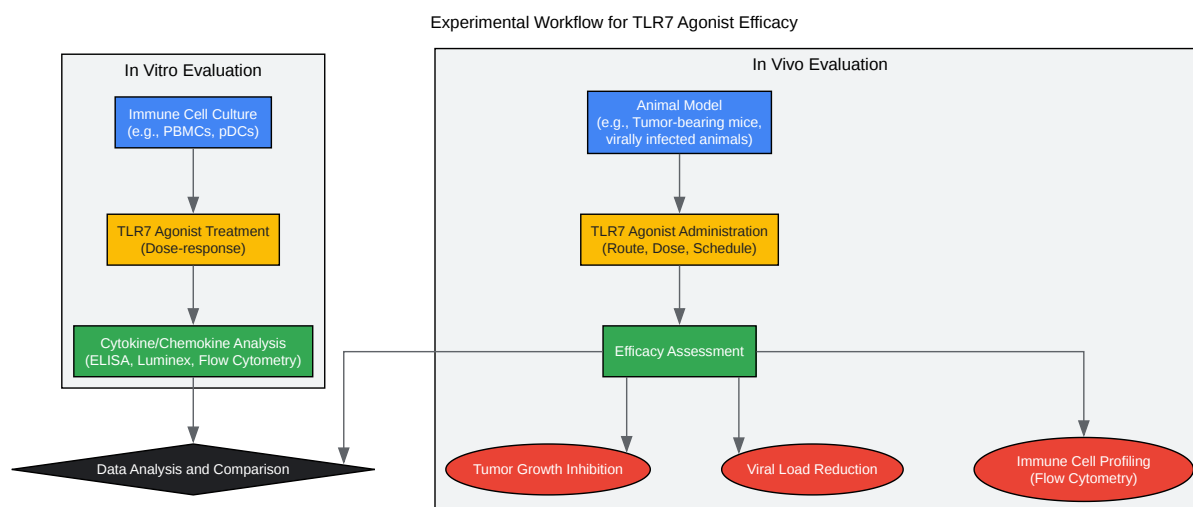 Experimental Workflow for TLR7 Agonist Efficacy
In Vitro Evaluation
Immune Cell Culture
(e.g., PBMCs, pDCs)
TLR7 Agonist Treatment
(Dose-response)
Cytokine/Chemokine Analysis
(ELISA, Luminex, Flow Cytometry)
Data Analysis and Comparison
In Vivo Evaluation
Animal Model
(e.g., Tumor-bearing mice,
virally infected animals)
TLR7 Agonist Administration
(Route, Dose, Schedule)
Efficacy Assessment
Tumor Growth Inhibition
Viral Load Reduction
Immune Cell Profiling
(Flow Cytometry)